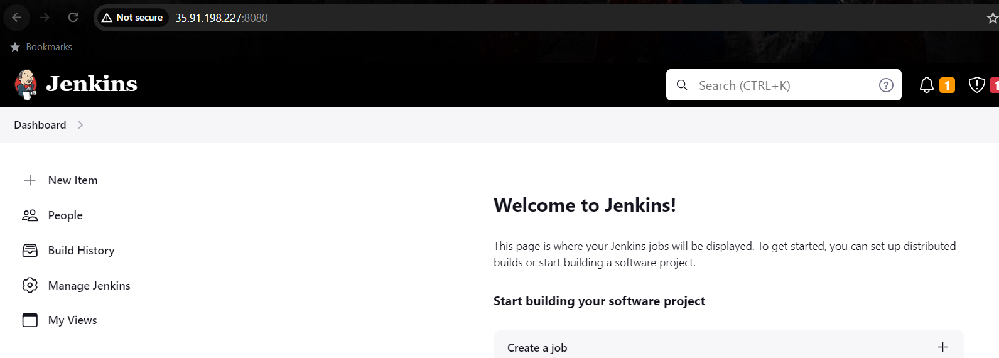 Not secure 35.91.198.227:8080
Bookmarks
Jenkins
Search (CTRL+K)
?
1
1
Dashboard
New Item
People
Build History
Manage Jenkins
My Views
Welcome to Jenkins!
This page is where your Jenkins jobs will be displayed. To get started, you can set up distributed
builds or start building a software project.
Start building your software project
Create a job